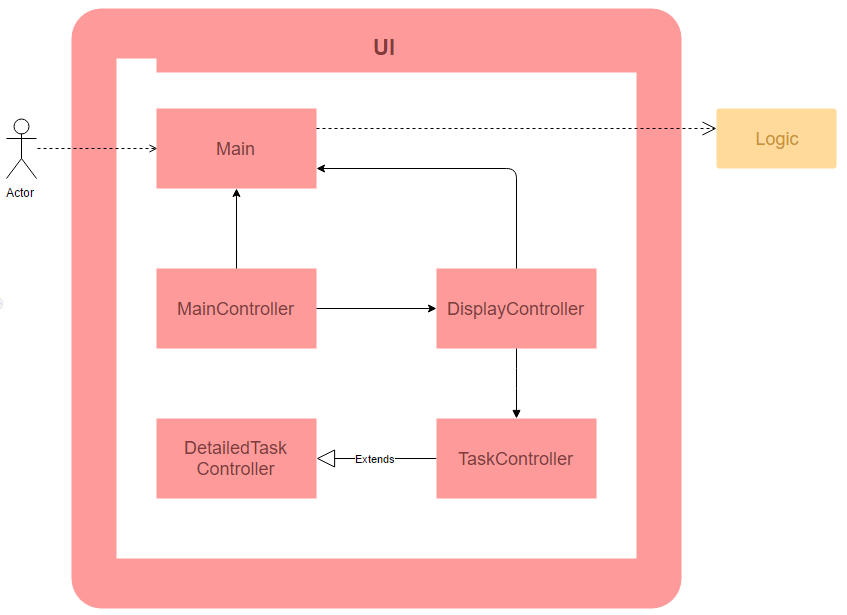 UI
Main
Logic
Actor
MainController
DisplayController
DetailedTask
Controller
Extends
TaskController